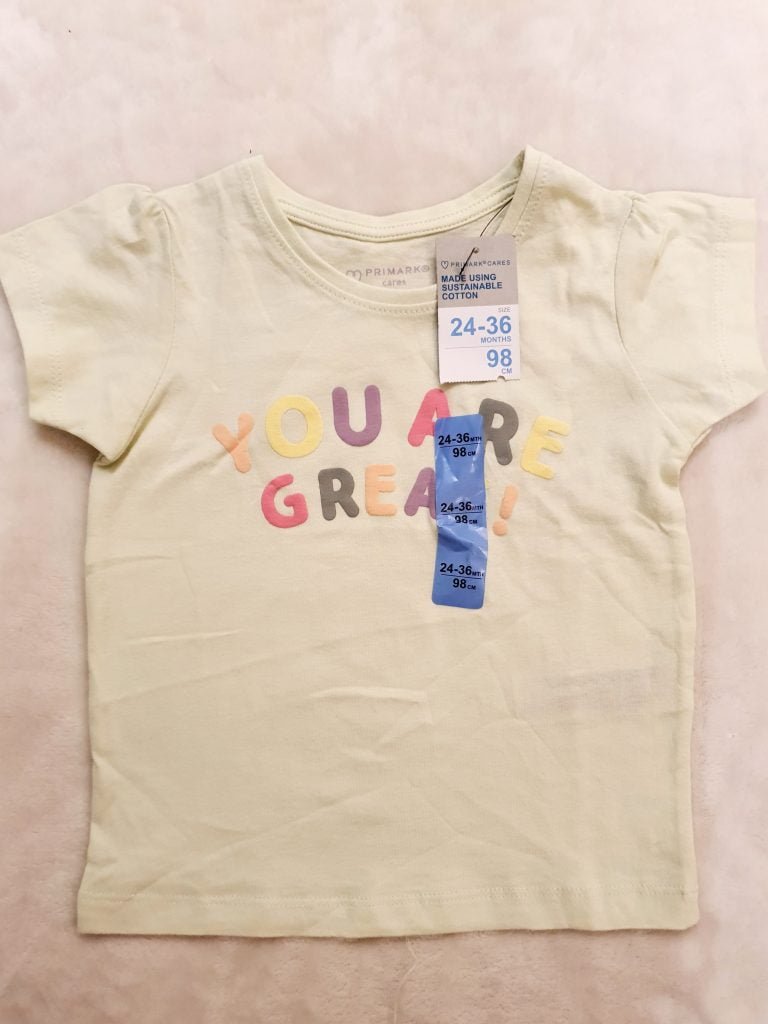 PRIMARK®
cares
PRIMARK® CARES
MADE USING
SUSTAINABLE
COTTON
SIZE
24-36
MONTHS
98
CM
YOU ARE
GREA !
24-36 MTH
98 CM
24-36 MTH
98 CM
24-36 MTH
98 CM